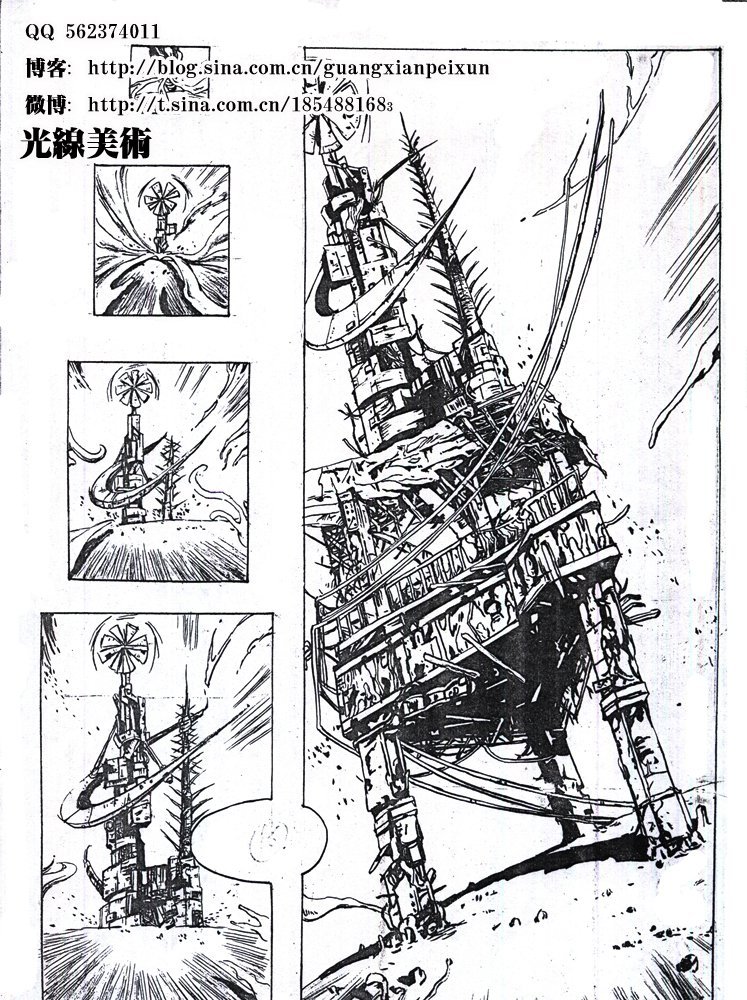 QQ 562374011
博客: http://blog.sina.com.cn/guangxianpeixun
微博: http://t.sina.com.cn/1854881683
光線美術